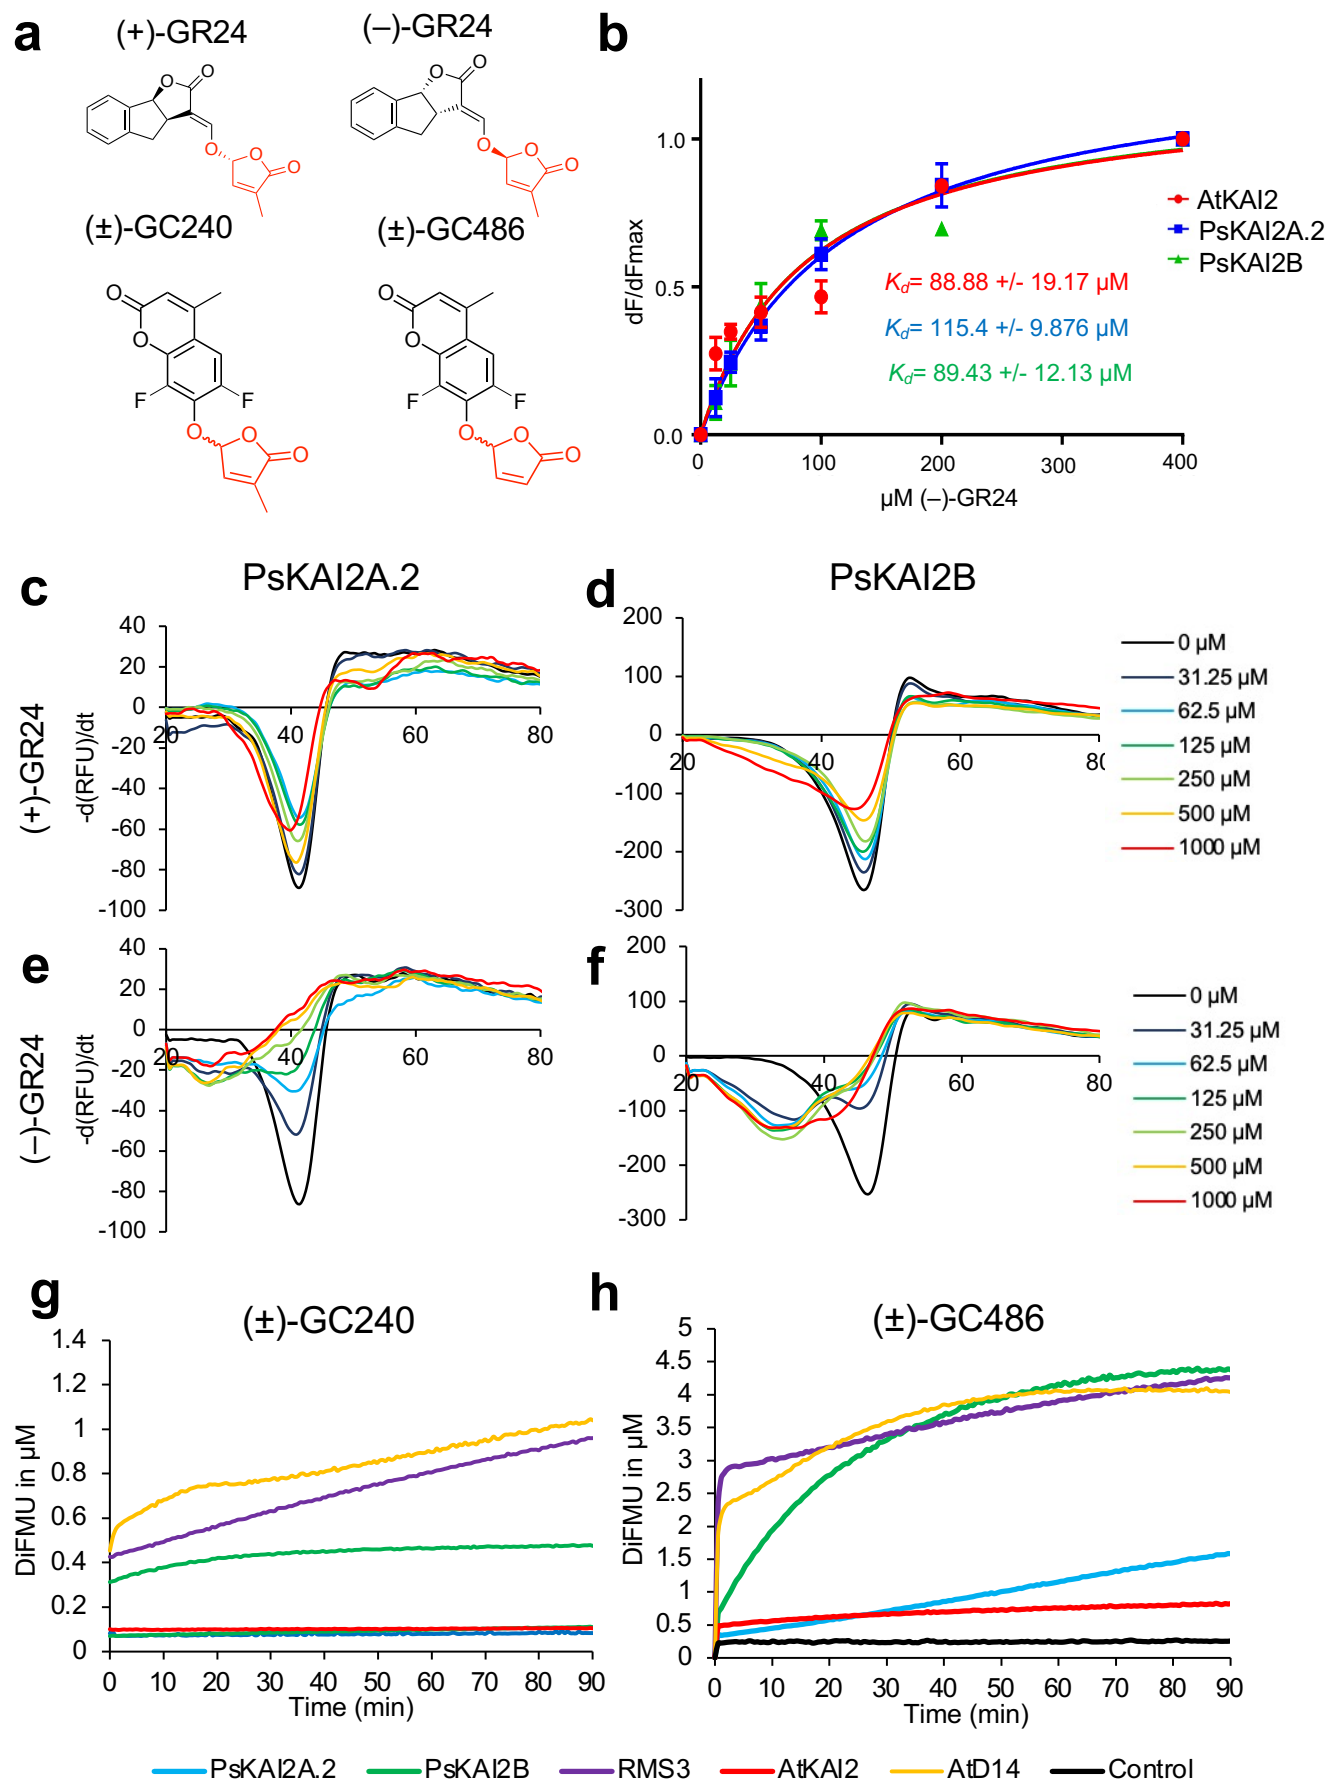 a
(+)-GR24
(–)-GR24
O
O
O
O
O
O
O
O
O
O
(±)-GC240
(±)-GC486
O
O
F
F
O
O
O
O
O
F
F
O
O
O
b
dF/dFmax
1.0
0.5
0.0
0
100
200
300
400
µM (–)-GR24
AtKAI2
PsKAI2A.2
PsKAI2B
Kd= 88.88 +/- 19.17 µM
Kd= 115.4 +/- 9.876 µM
Kd= 89.43 +/- 12.13 µM
c
PsKAI2A.2
(+)-GR24
-d(RFU)/dt
40
20
0
-20
-40
-60
-80
-100
20
40
60
80
d
PsKAI2B
200
100
0
-100
-200
-300
20
40
60
80
0 µM
31.25 µM
62.5 µM
125 µM
250 µM
500 µM
1000 µM
e
(–)-GR24
-d(RFU)/dt
40
20
0
-20
-40
-60
-80
-100
20
40
60
80
f
200
100
0
-100
-200
-300
20
40
60
80
0 µM
31.25 µM
62.5 µM
125 µM
250 µM
500 µM
1000 µM
g
(±)-GC240
DiFMU in µM
1.4
1.2
1
0.8
0.6
0.4
0.2
0
0 10 20 30 40 50 60 70 80 90
Time (min)
h
(±)-GC486
DiFMU in µM
5
4.5
4
3.5
3
2.5
2
1.5
1
0.5
0
0 10 20 30 40 50 60 70 80 90
Time (min)
PsKAI2A.2 PsKAI2B RMS3 AtKAI2 AtD14 Control